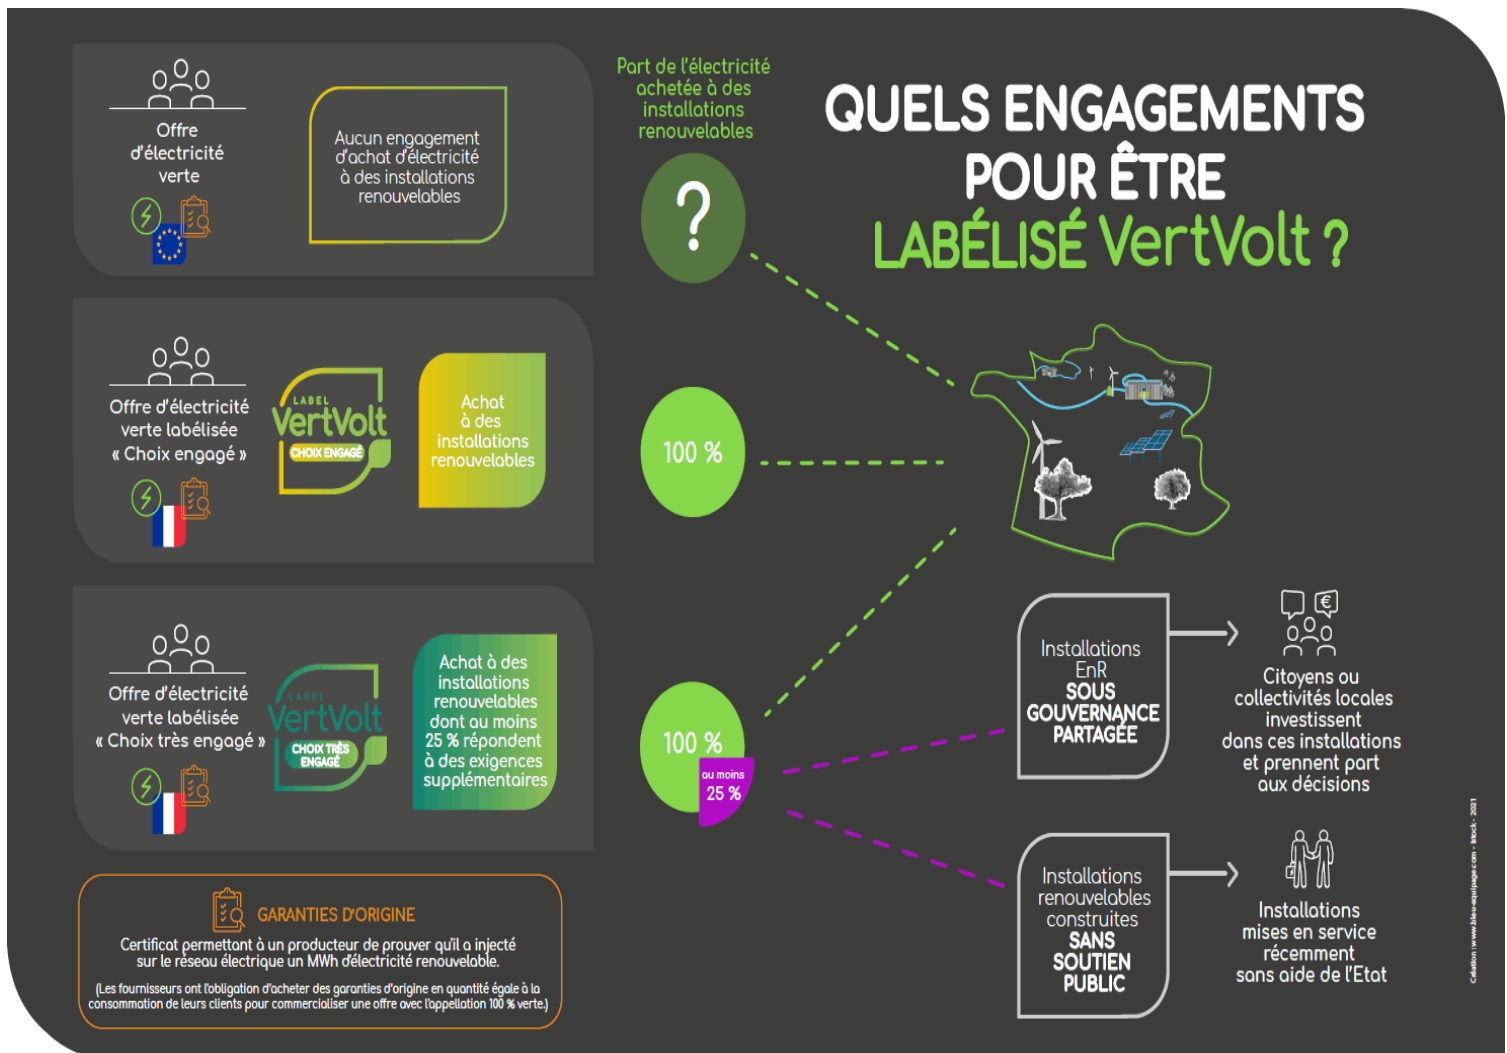 QUELS ENGAGEMENTS
POUR ÊTRE
LABÉLISÉ VertVolt ?
Part de l'électricité
achetée à des
installations
renouvelables
Offre
d'électricité
verte
Aucun engagement
d'achat d'électricité
à des installations
renouvelables
?
Offre d'électricité
verte labélisée
« Choix engagé »
LABEL
VertVolt
CHOIX ENGAGÉ
Achat
à des
installations
renouvelables
100 %
Offre d'électricité
verte labélisée
« Choix très engagé »
LABEL
VertVolt
CHOIX TRÈS
ENGAGÉ
Achat à des
installations
renouvelables
dont au moins
25 % répondent
à des exigences
supplémentaires
100 %
au moins
25 %
Installations
EnR
SOUS
GOUVERNANCE
PARTAGÉE
€
Citoyens ou
collectivités locales
investissent
dans ces installations
et prennent part
aux décisions
Installations
renouvelables
construites
SANS
SOUTIEN
PUBLIC
Installations
mises en service
récemment
sans aide de l'Etat
GARANTIES D'ORIGINE
Certificat permettant à un producteur de prouver qu'il a injecté
sur le réseau électrique un MWh d'électricité renouvelable.
(Les fournisseurs ont l'obligation d'acheter des garanties d'origine en quantité égale à la
consommation de leurs clients pour commercialiser une offre avec l'appellation 100 % verte.)
Création : www.bleu-equipage.com - Istock - 2021